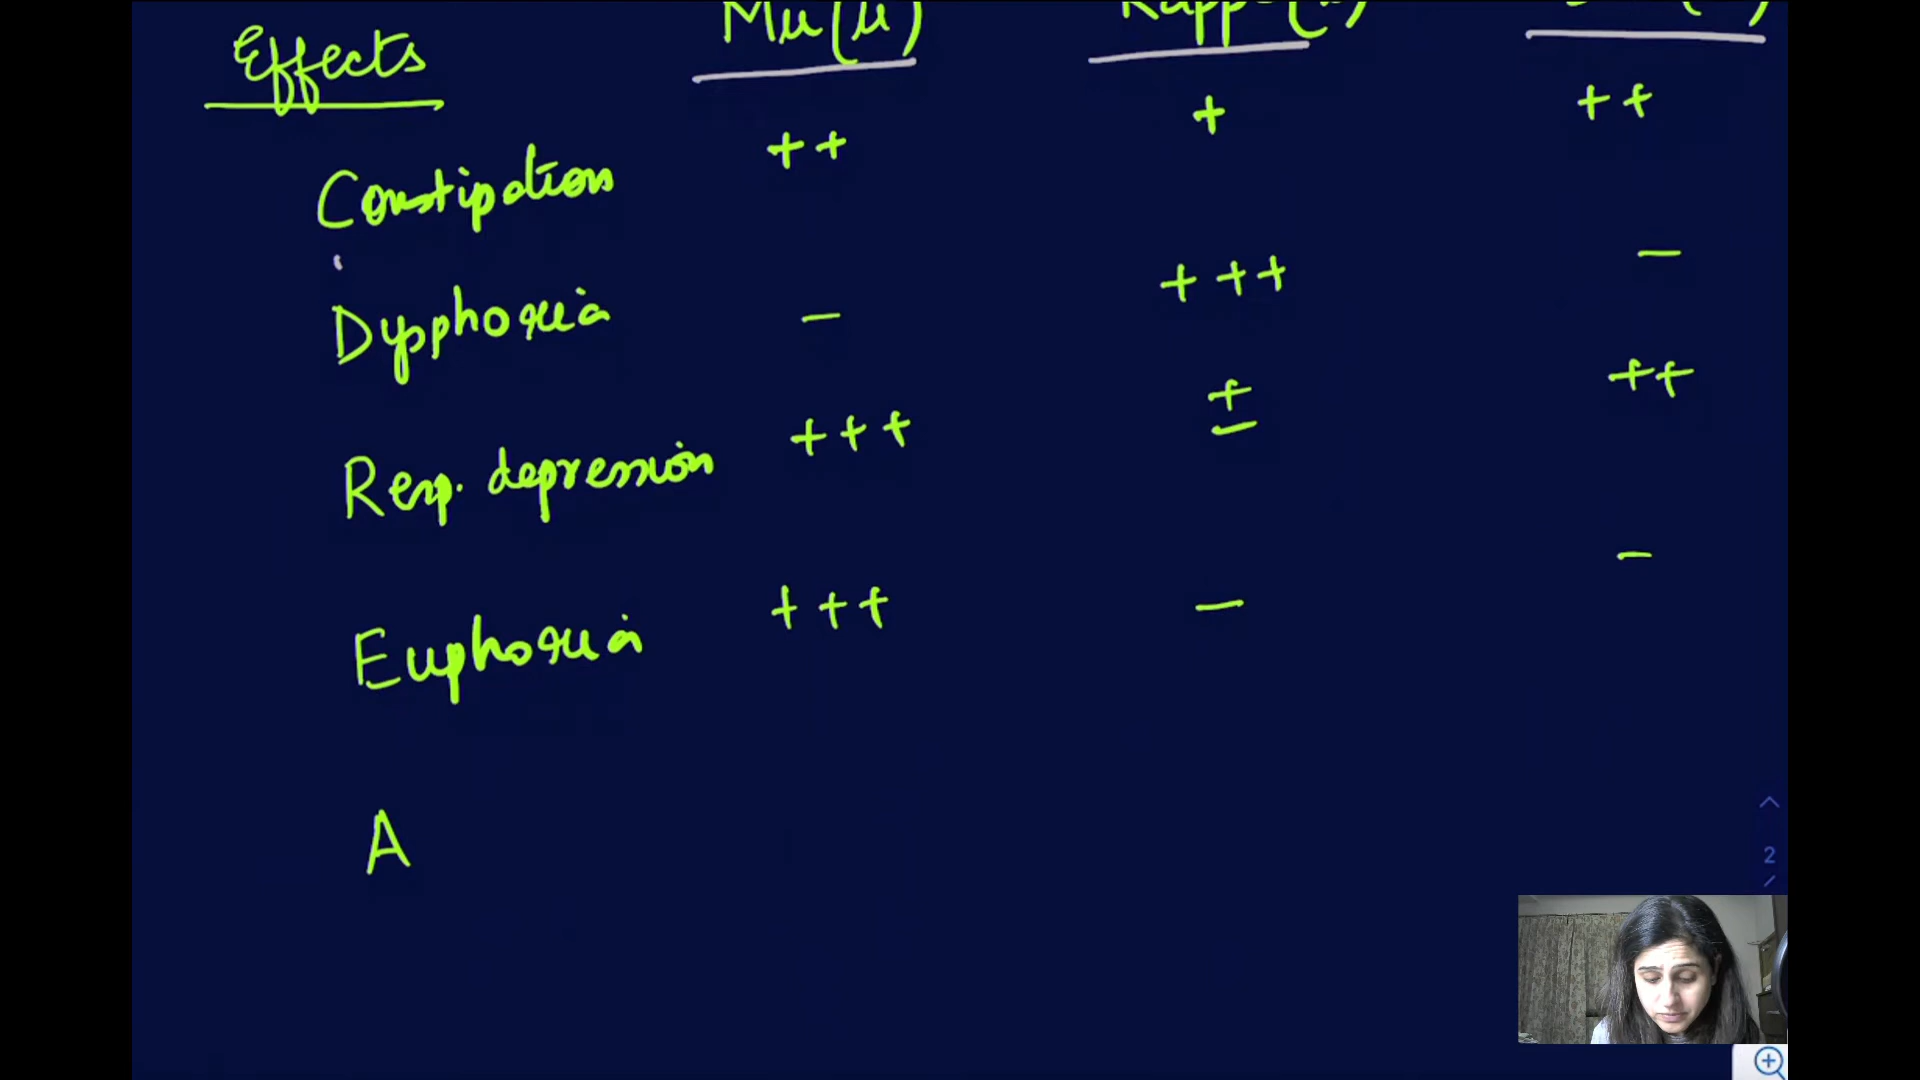 Effects Mu (μ)
Constipation ++ + ++
Dysphoria − +++ −
Resp. depression +++ ± ++
Euphoria +++ − −
A
2